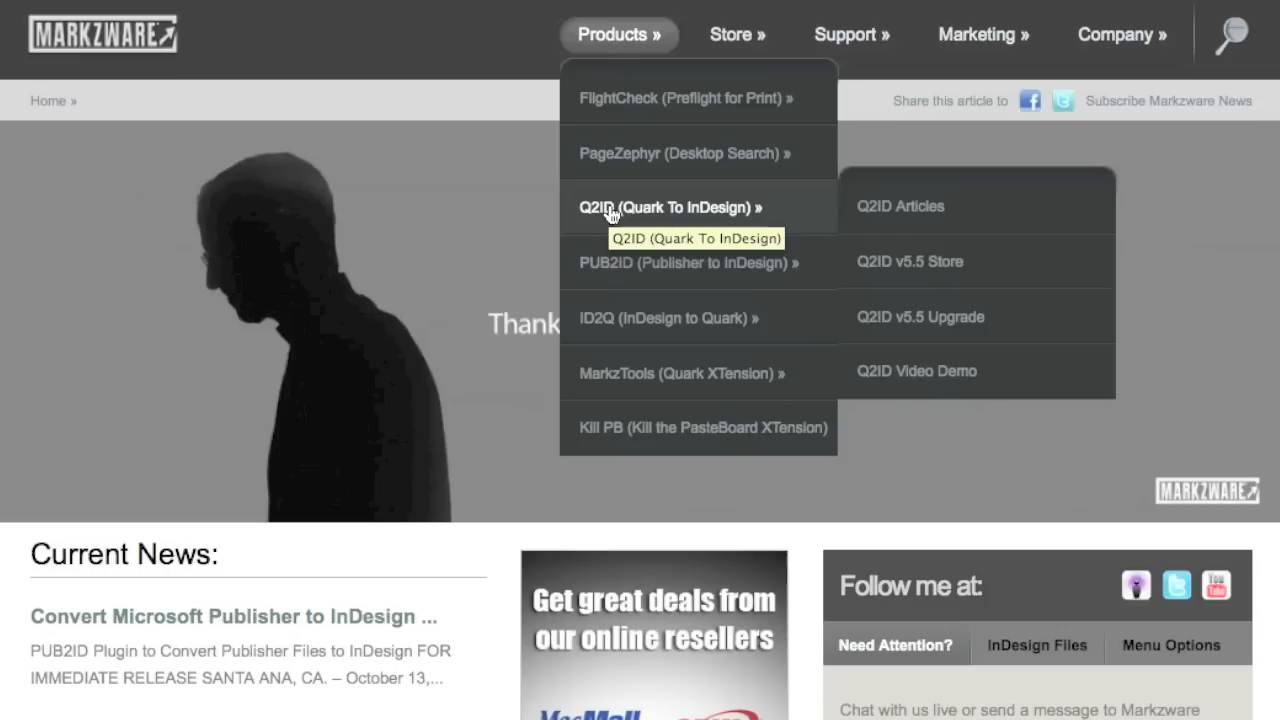 MARKZWARE
Products »
Store »
Support »
Marketing »
Company »
Home »
Share this article to
Subscribe Markzware News
FlightCheck (Preflight for Print) »
PageZephyr (Desktop Search) »
Q2ID (Quark To InDesign) »
Q2ID (Quark To InDesign)
PUB2ID (Publisher to InDesign) »
ID2Q (InDesign to Quark) »
MarkzTools (Quark XTension) »
Kill PB (Kill the PasteBoard XTension)
Q2ID Articles
Q2ID v5.5 Store
Q2ID v5.5 Upgrade
Q2ID Video Demo
Thank
MARKZWARE
Current News:
Convert Microsoft Publisher to InDesign ...
PUB2ID Plugin to Convert Publisher Files to InDesign FOR
IMMEDIATE RELEASE SANTA ANA, CA. – October 13,...
Get great deals from
our online resellers
MacMall
Follow me at:
You
Tube
Need Attention?
InDesign Files
Menu Options
Chat with us live or send a message to Markzware